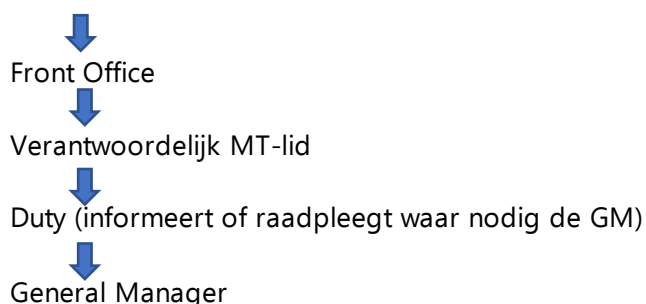 Front Office
Verantwoordelijk MT-lid
Duty (informeert of raadpleegt waar nodig de GM)
General Manager